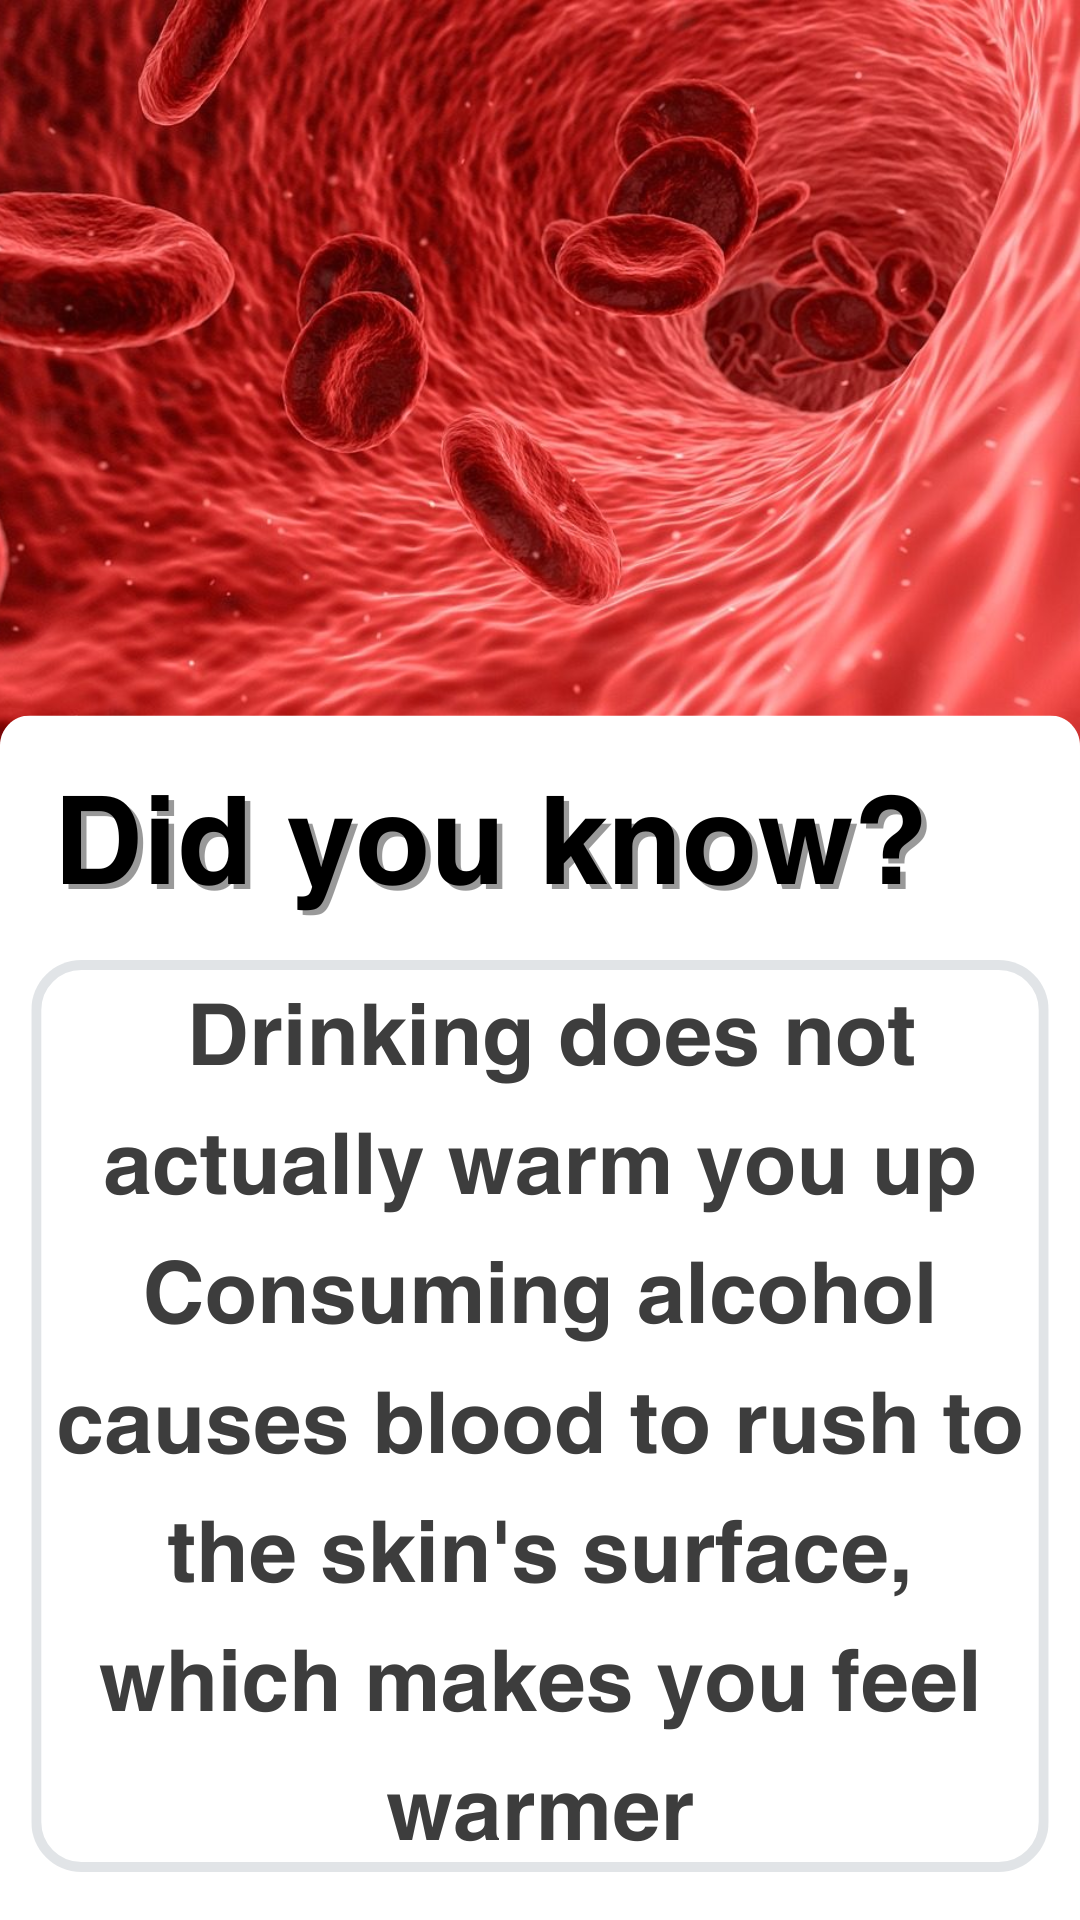 Did you know?
Drinking does not
actually warm you up
Consuming alcohol
causes blood to rush to
the skin's surface,
which makes you feel
warmer